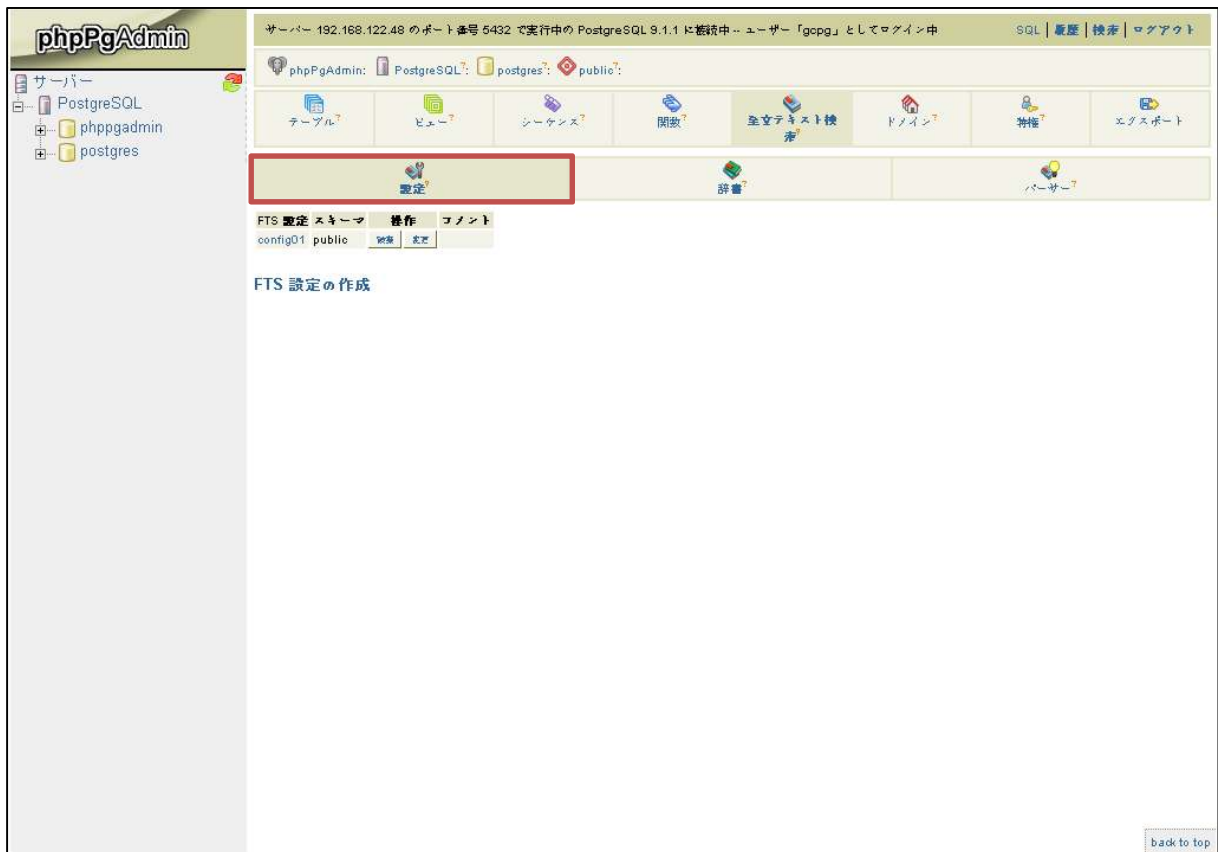 phpPgAdmin
サーバー
PostgreSQL
phppgadmin
postgres
サーバー 192.168.122.48 のポート番号 5432 で実行中の PostgreSQL 9.1.1 に接続中 -- ユーザー「gopg」としてログイン中
SQL | 履歴 | 検索 | ログアウト
phpPgAdmin: PostgreSQL?: postgres?: public?:
テーブル? ビュー? シーケンス? 関数? 全文テキスト検索? ドメイン? 特権? エクスポート
設定? 辞書? パーサー?
FTS 設定 スキーマ 操作 コメント
config01 public 破棄 変更
FTS 設定の作成
back to top